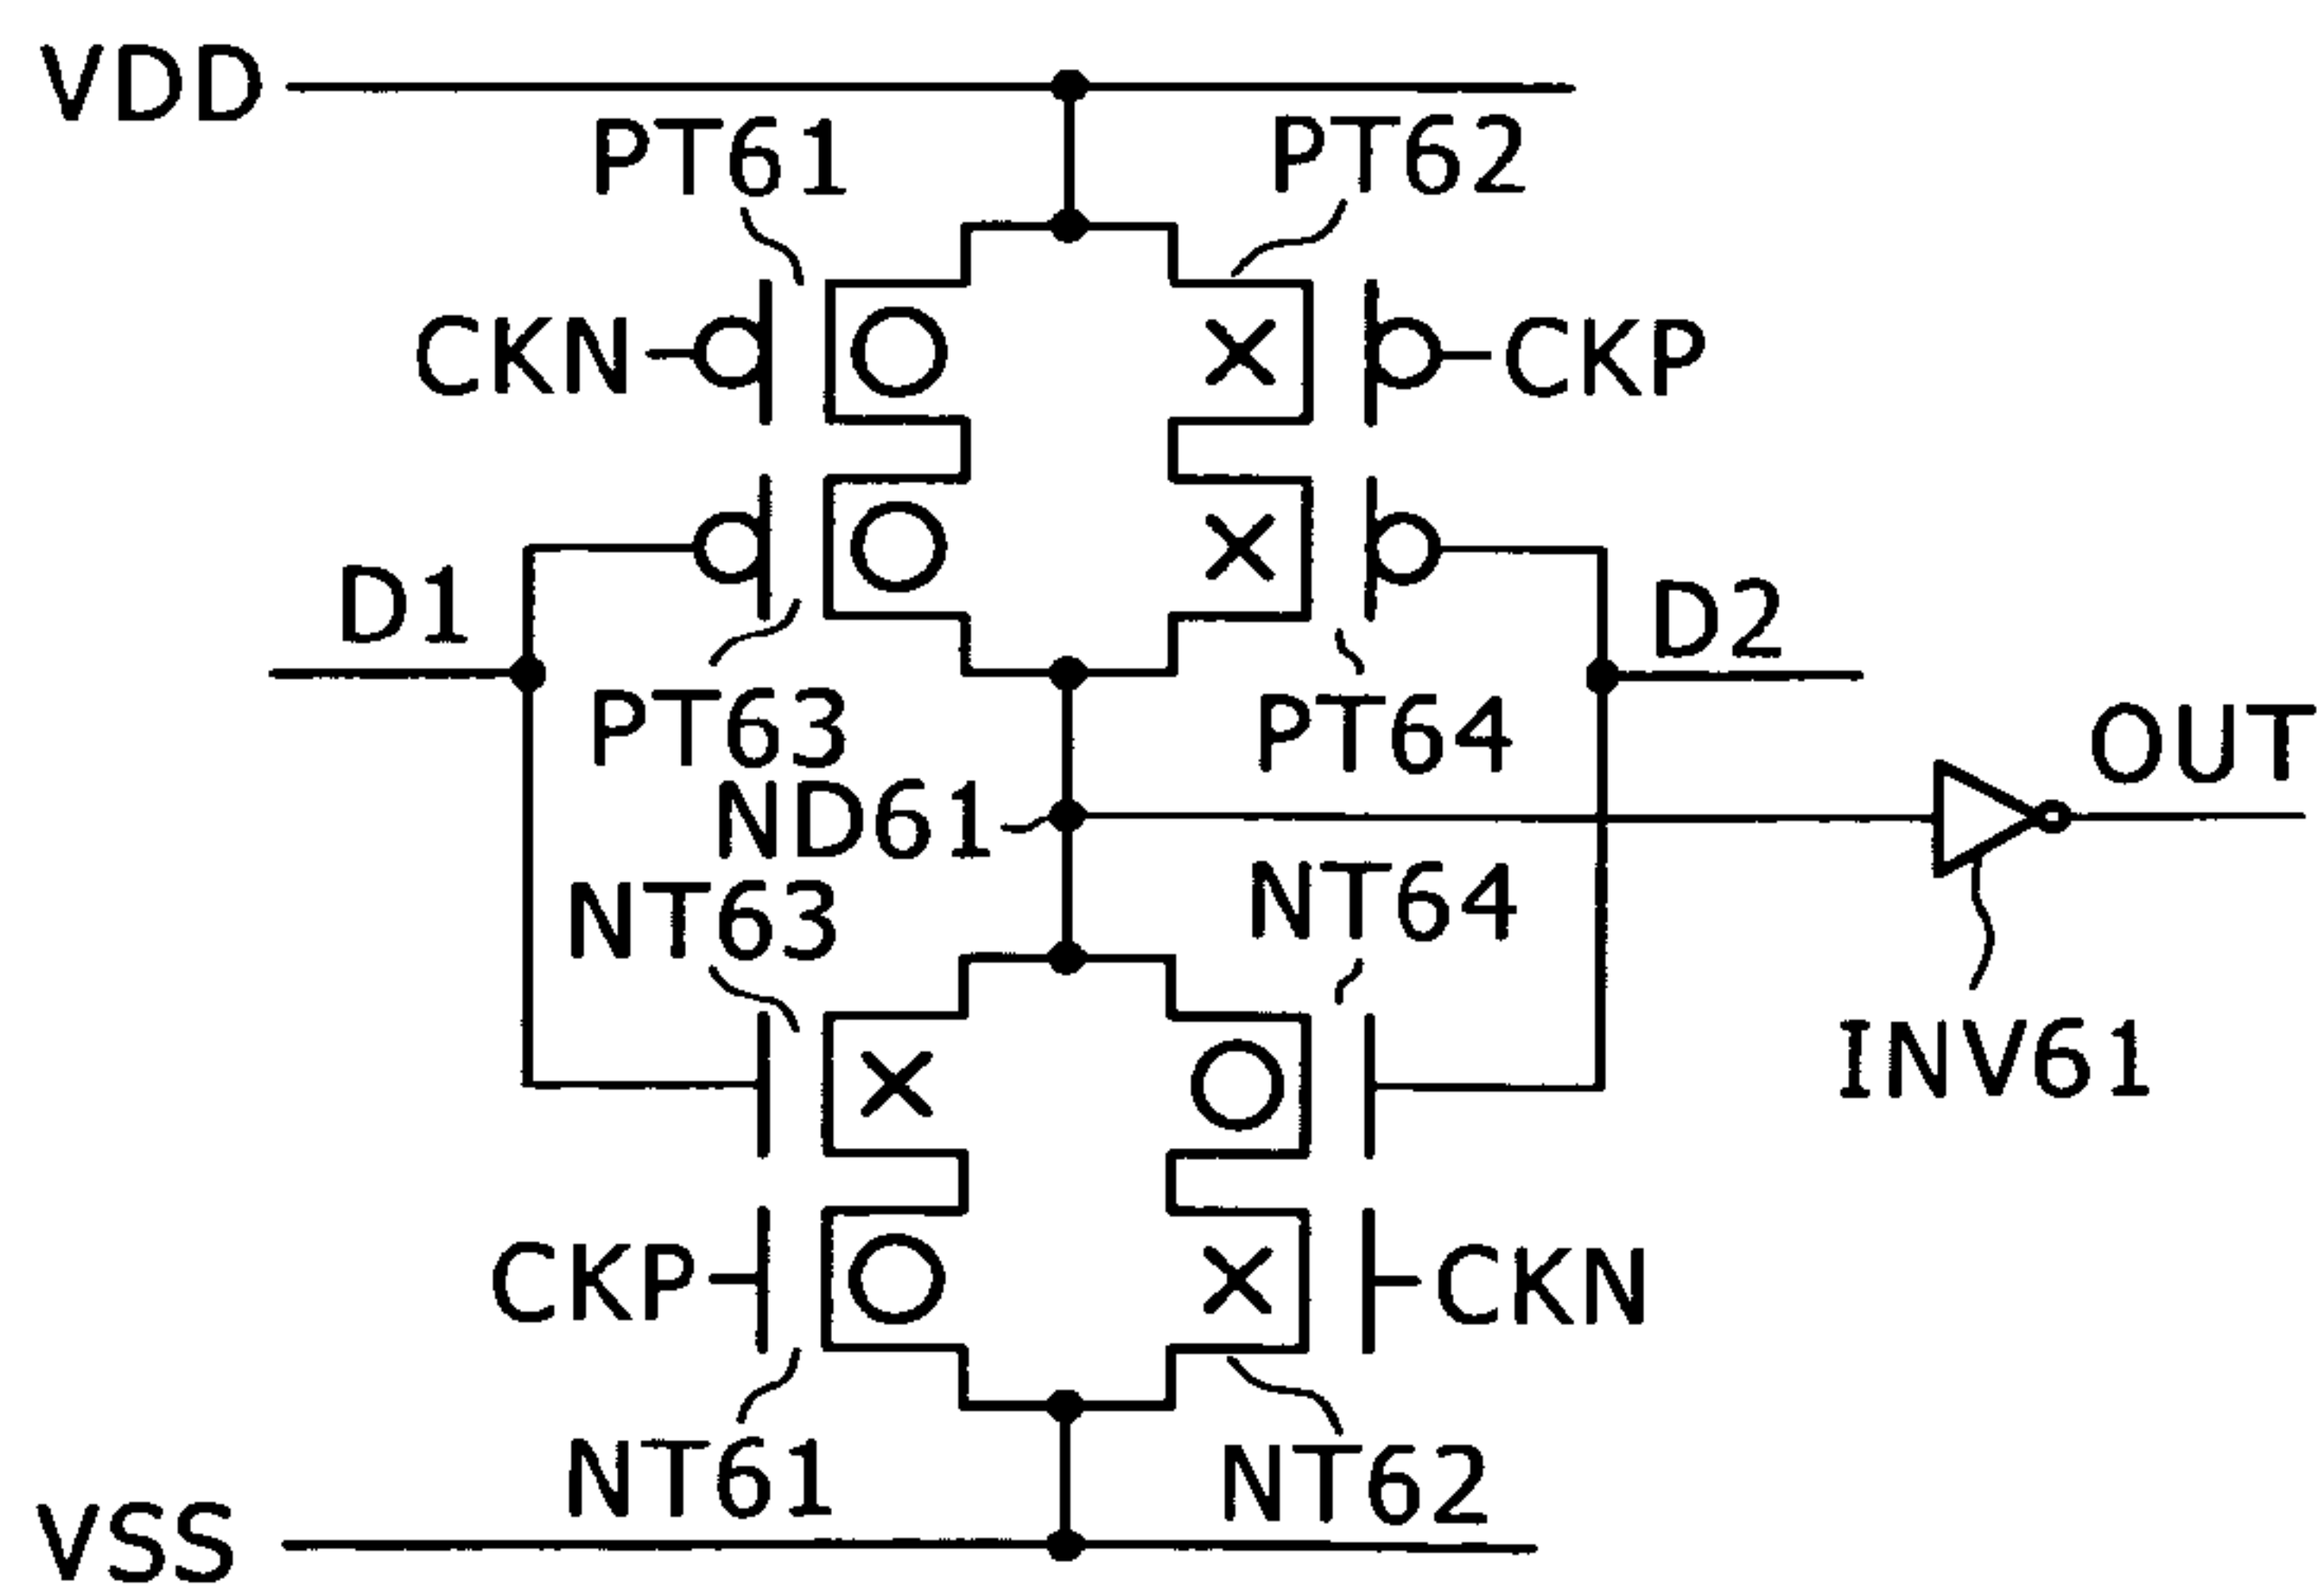 VDD
PT61 PT62
CKN CKP
D1 D2
PT63 PT64
OUT
ND61
NT63 NT64
INV61
CKP CKN
NT61 NT62
VSS